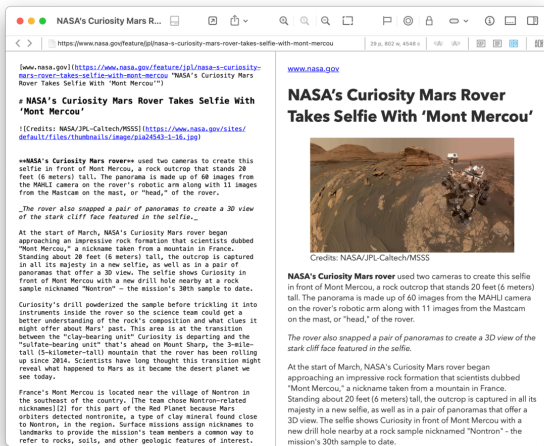 NASA's Curiosity Mars R...
https://www.nasa.gov/feature/jpl/nasa-s-curiosity-mars-rover-takes-selfie-with-mont-mercou
29 p, 802 w, 4548 c
[www.nasa.gov](https://www.nasa.gov/feature/jpl/nasa-s-curiosity-
mars-rover-takes-selfie-with-mont-mercou "NASA's Curiosity Mars
Rover Takes Selfie With 'Mont Mercou'")
# NASA's Curiosity Mars Rover Takes Selfie With
'Mont Mercou'
![Credits: NASA/JPL-Caltech/MSSS](https://www.nasa.gov/sites/
default/files/thumbnails/image/pia24543-1-16.jpg)
**NASA's Curiosity Mars rover** used two cameras to create this
selfie in front of Mont Mercou, a rock outcrop that stands 20
feet (6 meters) tall. The panorama is made up of 60 images from
the MAHLI camera on the rover's robotic arm along with 11 images
from the Mastcam on the mast, or "head," of the rover.
_The rover also snapped a pair of panoramas to create a 3D view
of the stark cliff face featured in the selfie._
At the start of March, NASA's Curiosity Mars rover began
approaching an impressive rock formation that scientists dubbed
"Mont Mercou," a nickname taken from a mountain in France.
Standing about 20 feet (6 meters) tall, the outcrop is captured
in all its majesty in a new selfie, as well as in a pair of
panoramas that offer a 3D view. The selfie shows Curiosity in
front of Mont Mercou with a new drill hole nearby at a rock
sample nicknamed "Nontron" – the mission's 30th sample to date.
Curiosity's drill powderized the sample before trickling it into
instruments inside the rover so the science team could get a
better understanding of the rock's composition and what clues it
might offer about Mars' past. This area is at the transition
between the "clay-bearing unit" Curiosity is departing and the
"sulfate-bearing unit" that's ahead on Mount Sharp, the 3-mile-
tall (5-kilometer-tall) mountain that the rover has been rolling
up since 2014. Scientists have long thought this transition might
reveal what happened to Mars as it became the desert planet we
see today.
France's Mont Mercou is located near the village of Nontron in
the southeast of the country. [The team chose Nontron-related
nicknames][2] for this part of the Red Planet because Mars
orbiters detected nontronite, a type of clay mineral found close
to Nontron, in the region. Surface missions assign nicknames to
landmarks to provide the mission's team members a common way to
refer to rocks, soils, and other geologic features of interest.
www.nasa.gov
NASA's Curiosity Mars Rover
Takes Selfie With 'Mont Mercou'
Credits: NASA/JPL-Caltech/MSSS
NASA's Curiosity Mars rover used two cameras to create this selfie
in front of Mont Mercou, a rock outcrop that stands 20 feet (6 meters)
tall. The panorama is made up of 60 images from the MAHLI camera
on the rover's robotic arm along with 11 images from the Mastcam
on the mast, or "head," of the rover.
The rover also snapped a pair of panoramas to create a 3D view of the
stark cliff face featured in the selfie.
At the start of March, NASA's Curiosity Mars rover began
approaching an impressive rock formation that scientists dubbed
"Mont Mercou," a nickname taken from a mountain in France.
Standing about 20 feet (6 meters) tall, the outcrop is captured in all its
majesty in a new selfie, as well as in a pair of panoramas that offer a
3D view. The selfie shows Curiosity in front of Mont Mercou with a
new drill hole nearby at a rock sample nicknamed "Nontron" – the
mission's 30th sample to date.